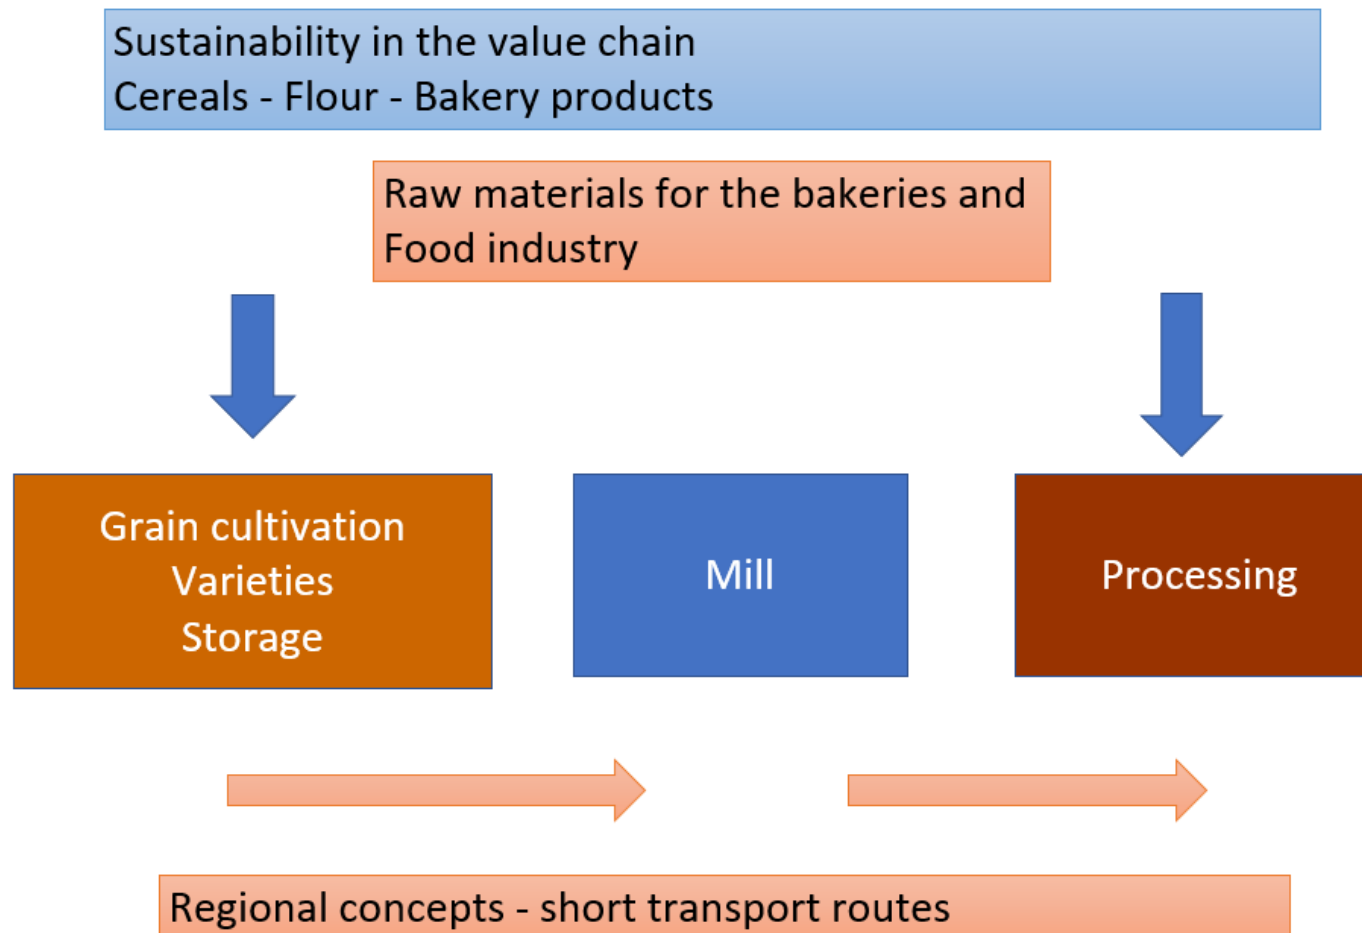 Sustainability in the value chain
Cereals - Flour - Bakery products
Raw materials for the bakeries and
Food industry
Grain cultivation
Varieties
Storage
Mill
Processing
Regional concepts - short transport routes